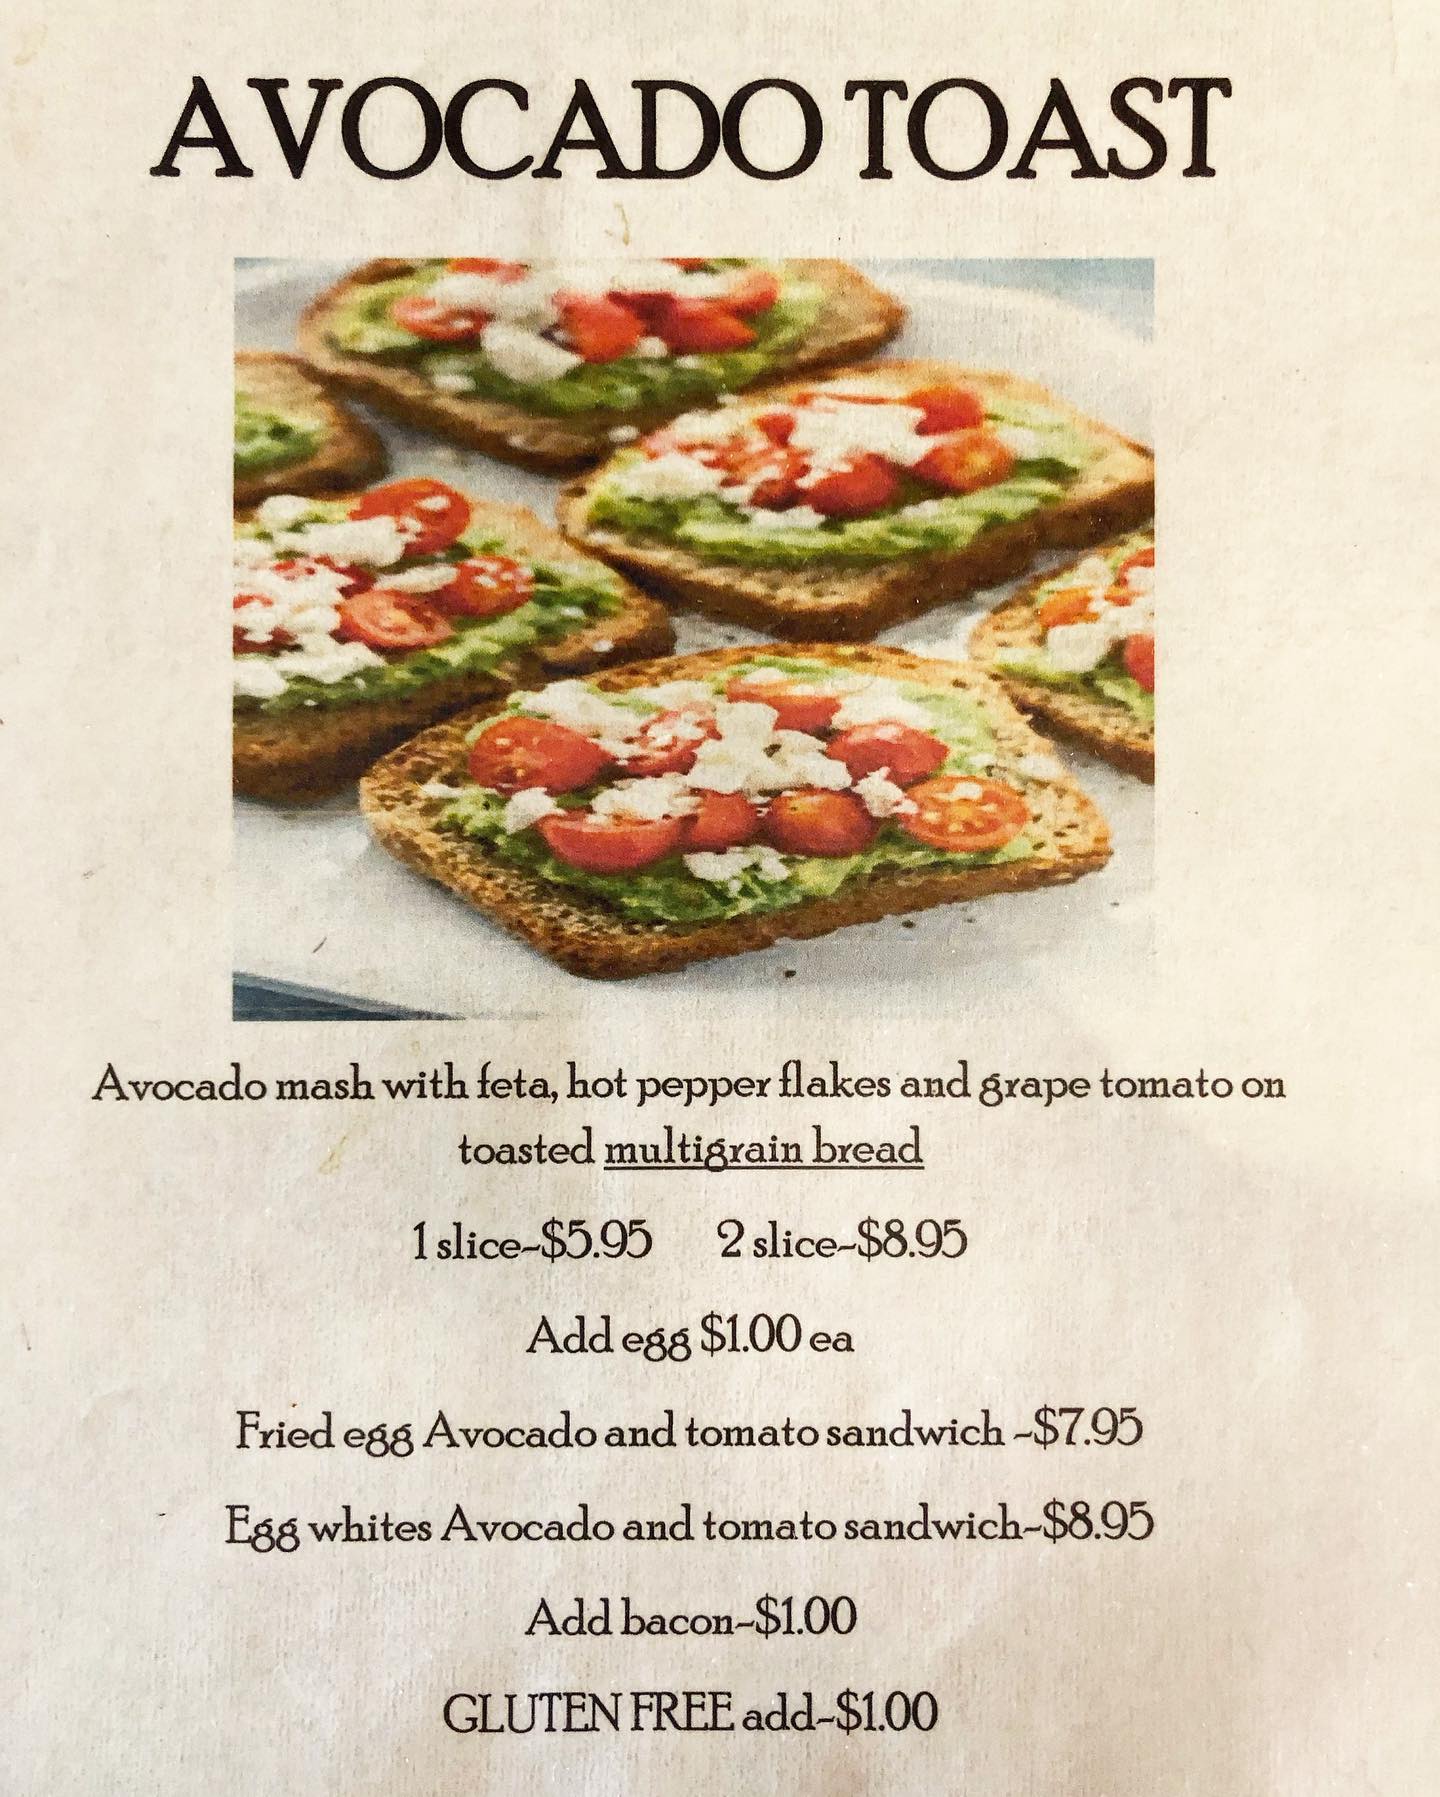 AVOCADO TOAST
Avocado mash with feta, hot pepper flakes and grape tomato on
toasted multigrain bread
1 slice-$5.95 2 slice-$8.95
Add egg $1.00 ea
Fried egg Avocado and tomato sandwich -$7.95
Egg whites Avocado and tomato sandwich-$8.95
Add bacon-$1.00
GLUTEN FREE add-$1.00